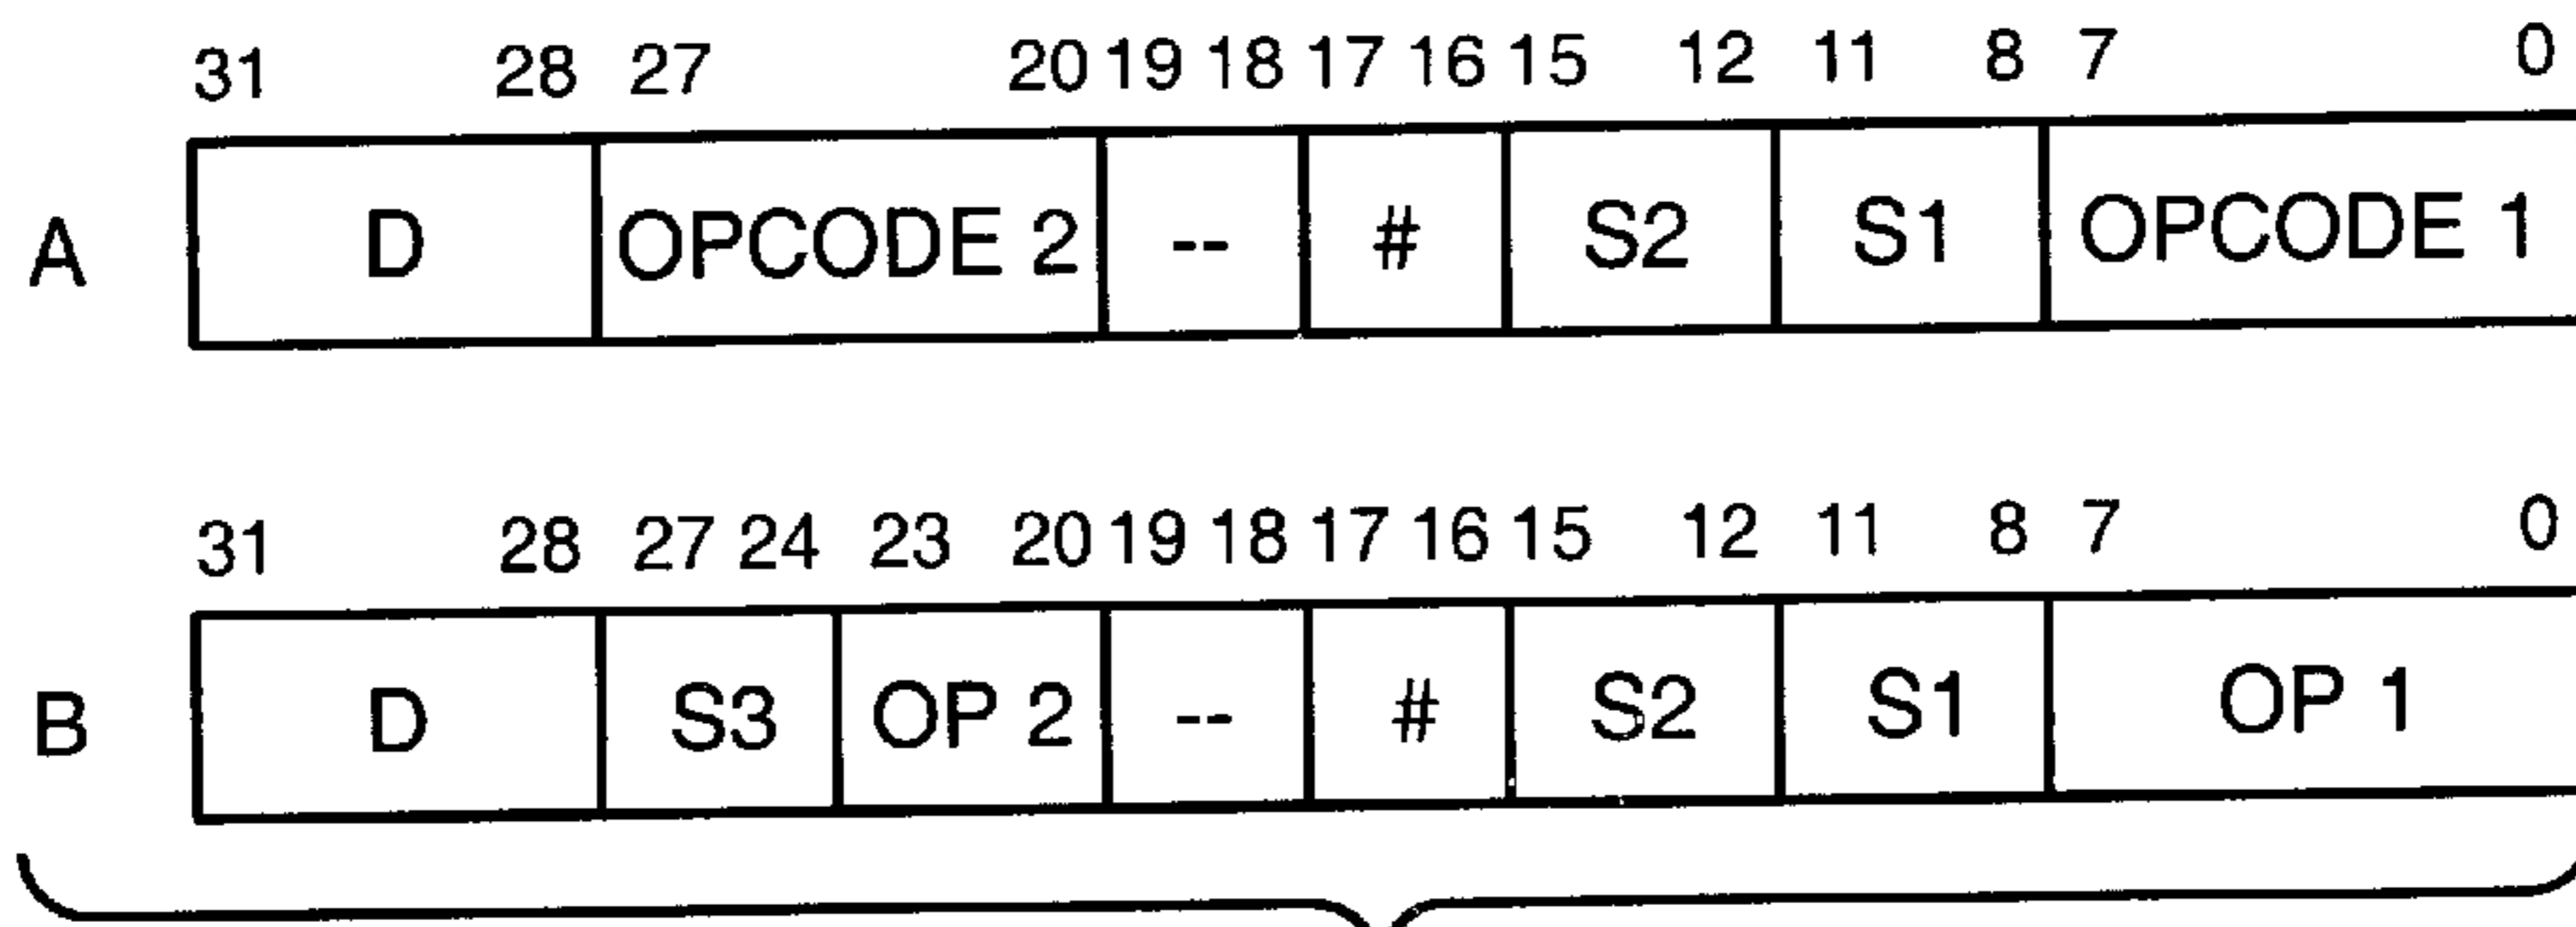 31 28 27 20 19 18 17 16 15 12 11 8 7 0
A D OPCODE 2 -- # S2 S1 OPCODE 1
31 28 27 24 23 20 19 18 17 16 15 12 11 8 7 0
B D S3 OP 2 -- # S2 S1 OP 1